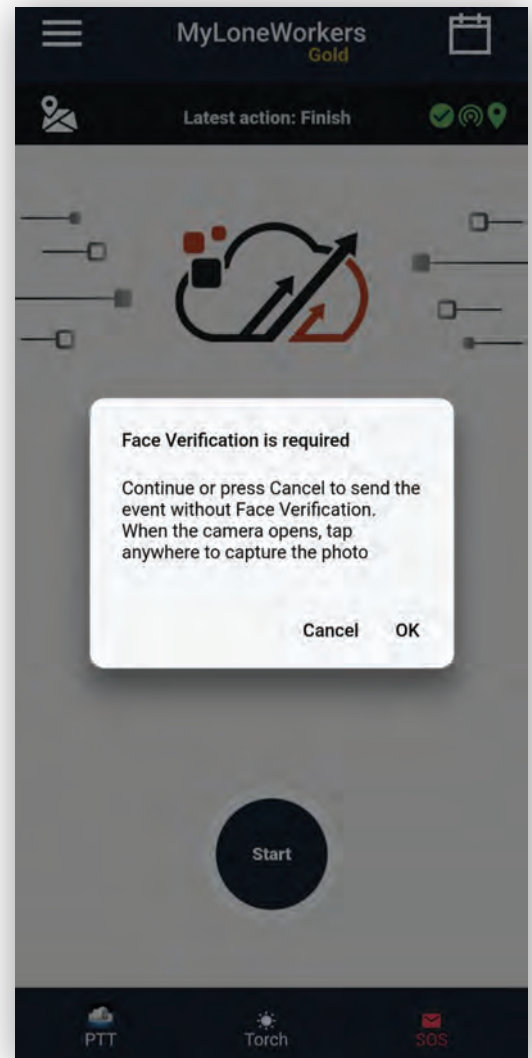 MyLoneWorkers
Gold
Latest action: Finish
Face Verification is required
Continue or press Cancel to send the
event without Face Verification.
When the camera opens, tap
anywhere to capture the photo
Cancel OK
Start
PTT Torch SOS